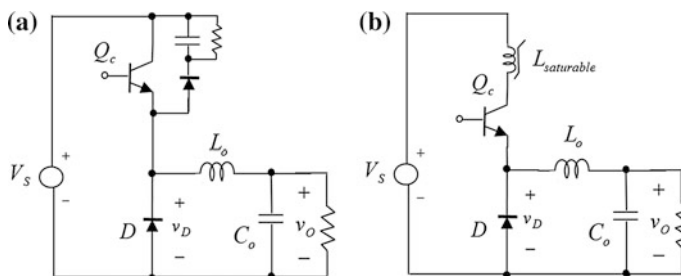 (a)
Q_c
L_o
V_S
+
−
D
+
v_D
−
C_o
+
v_O
−
(b)
L_saturable
Q_c
L_o
V_S
+
−
D
+
v_D
−
C_o
+
v_O
−